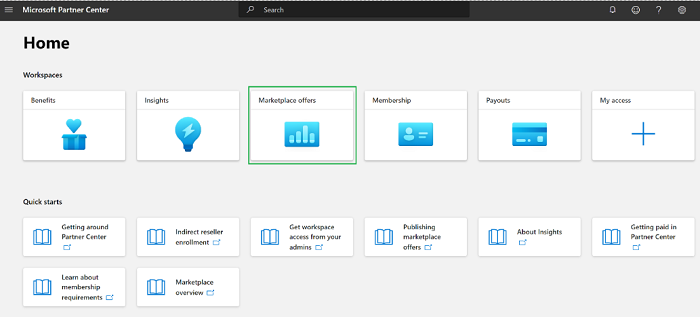 Microsoft Partner Center
Search
?
Home
Workspaces
Benefits
Insights
Marketplace offers
Membership
Payouts
My access
Quick starts
Getting around
Partner Center
Indirect reseller
enrollment
Get workspace
access from your
admins
Publishing
marketplace
offers
About Insights
Getting paid in
Partner Center
Learn about
membership
requirements
Marketplace
overview